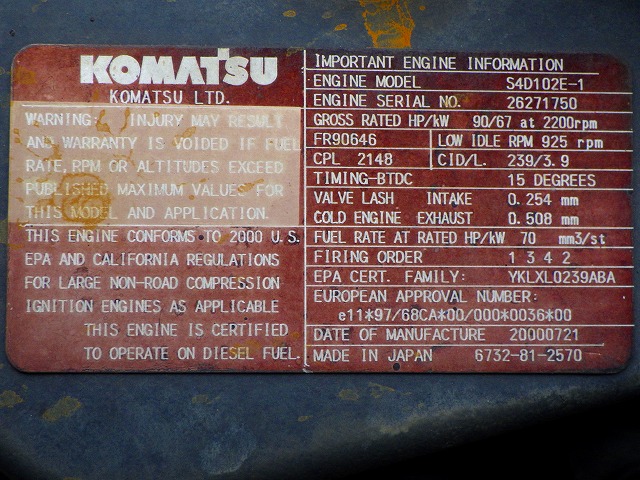 KOMATSU
KOMATSU LTD.
WARNING: INJURY MAY RESULT
AND WARRANTY IS VOIDED IF FUEL
RATE, RPM OR ALTITUDES EXCEED
PUBLISHED MAXIMUM VALUES FOR
THIS MODEL AND APPLICATION.
THIS ENGINE CONFORMS TO 2000 U.S.
EPA AND CALIFORNIA REGULATIONS
FOR LARGE NON-ROAD COMPRESSION
IGNITION ENGINES AS APPLICABLE
THIS ENGINE IS CERTIFIED
TO OPERATE ON DIESEL FUEL.
IMPORTANT ENGINE INFORMATION
ENGINE MODEL S4D102E-1
ENGINE SERIAL NO. 26271750
GROSS RATED HP/kW 90/67 at 2200rpm
FR90646 LOW IDLE RPM 925 rpm
CPL 2148 CID/L. 239/3.9
TIMING-BTDC 15 DEGREES
VALVE LASH INTAKE 0.254 mm
COLD ENGINE EXHAUST 0.508 mm
FUEL RATE AT RATED HP/kW 70 mm3/st
FIRING ORDER 1 3 4 2
EPA CERT. FAMILY: YKLXL0239ABA
EUROPEAN APPROVAL NUMBER:
e11*97/68CA*00/000*0036*00
DATE OF MANUFACTURE 20000721
MADE IN JAPAN 6732-81-2570